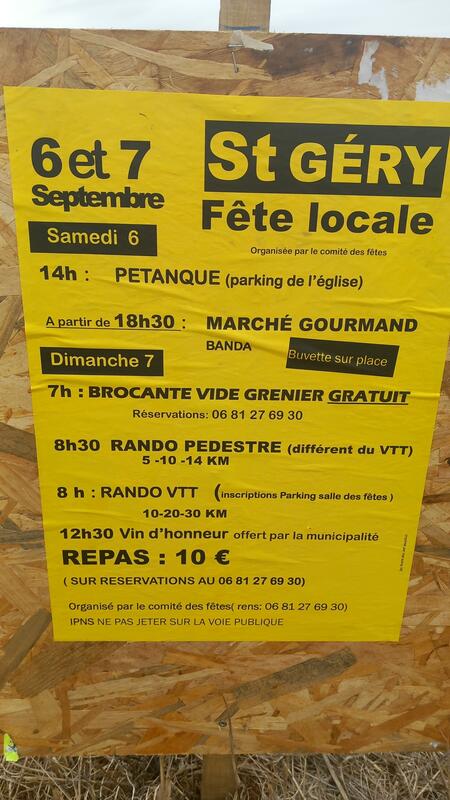 6 et 7
Septembre
St GÉRY
Fête locale
Organisée par le comité des fêtes
Samedi 6
14h : PETANQUE (parking de l'église)
A partir de 18h30 : MARCHÉ GOURMAND
BANDA
Buvette sur place
Dimanche 7
7h : BROCANTE VIDE GRENIER GRATUIT
Réservations: 06 81 27 69 30
8h30 RANDO PEDESTRE (différent du VTT)
5 -10 -14 KM
8 h : RANDO VTT (inscriptions Parking salle des fêtes )
10-20-30 KM
12h30 Vin d'honneur offert par la municipalité
REPAS : 10 €
( SUR RESERVATIONS AU 06 81 27 69 30)
Organisé par le comité des fêtes( rens: 06 81 27 69 30)
IPNS NE PAS JETER SUR LA VOIE PUBLIQUE